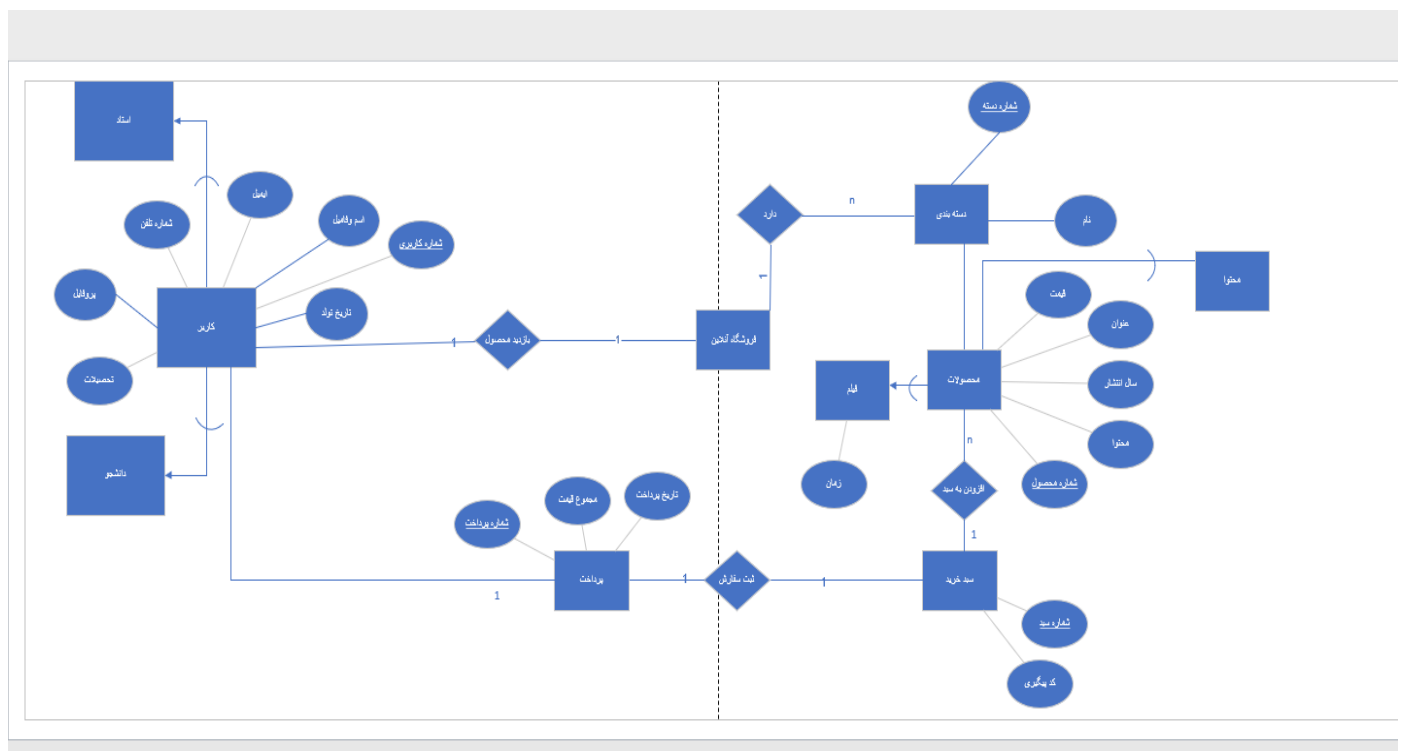 استاد
ایمیل
شماره تلفن
اسم وفامیل
شماره کاربری
پروفایل
کاربر
تاریخ تولد
تحصیلات
دانشجو
1
بازدید محصول
1
فروشگاه آنلاین
1
دارد
n
دسته بندی
شماره دسته
نام
محتوا
قیمت
عنوان
سال انتشار
محتوا
شماره محصول
محصولات
فیلم
زمان
n
افزودن به سبد
1
سبد خرید
شماره سبد
کد پیگیری
1
ثبت سفارش
1
پرداخت
شماره پرداخت
مجموع قیمت
تاریخ پرداخت
1